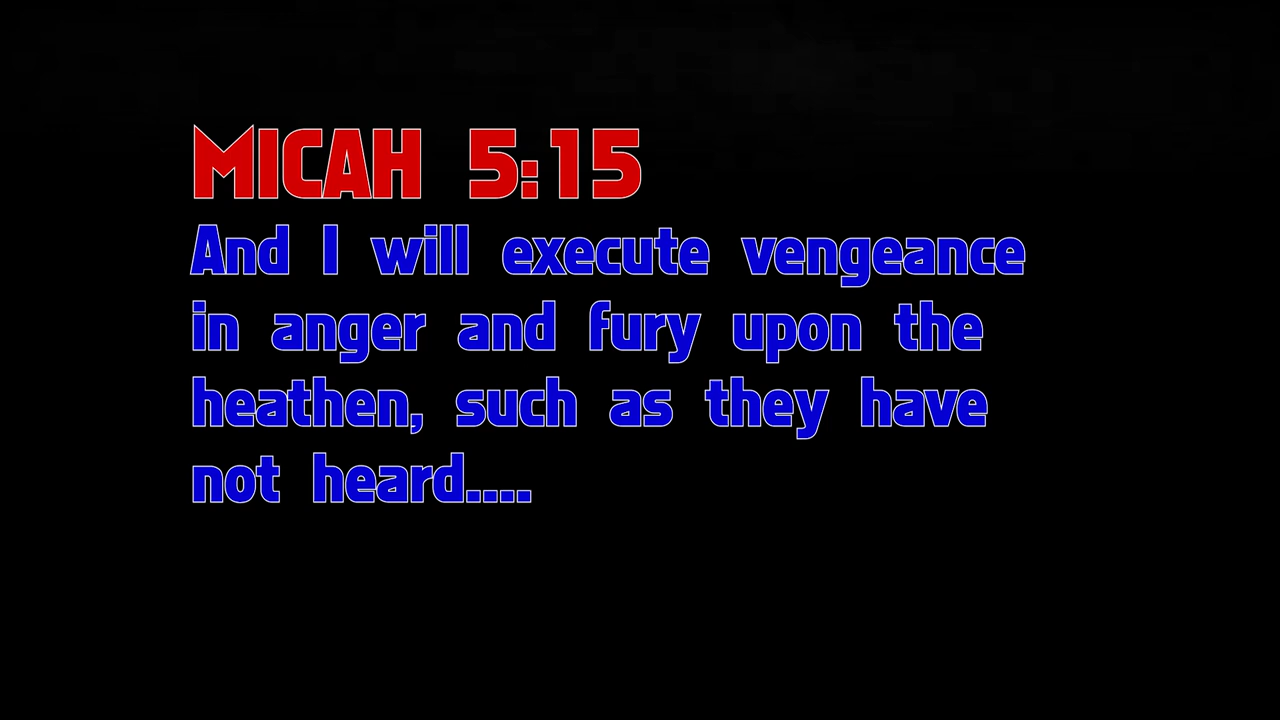 MICAH 5:15
And I will execute vengeance
in anger and fury upon the
heathen, such as they have
not heard....